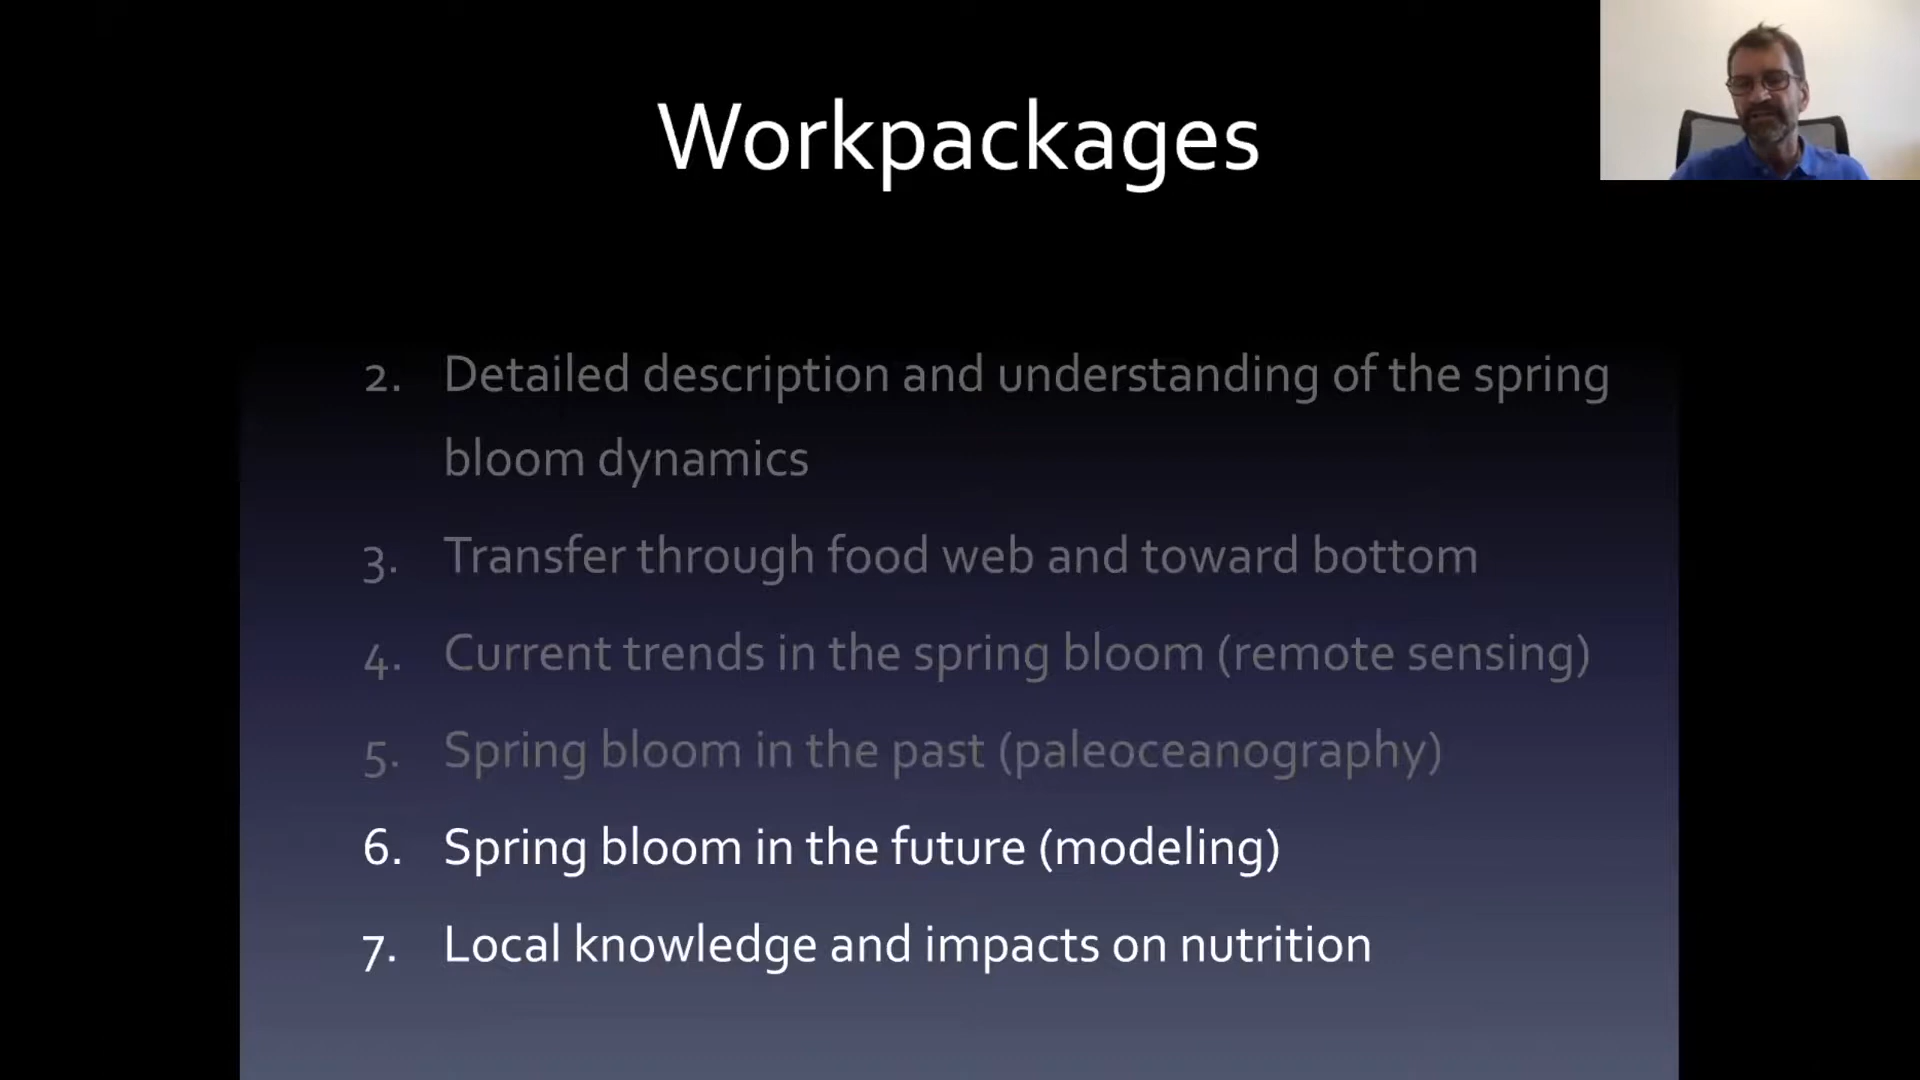 Workpackages
2. Detailed description and understanding of the spring
bloom dynamics
3. Transfer through food web and toward bottom
4. Current trends in the spring bloom (remote sensing)
5. Spring bloom in the past (paleoceanography)
6. Spring bloom in the future (modeling)
7. Local knowledge and impacts on nutrition